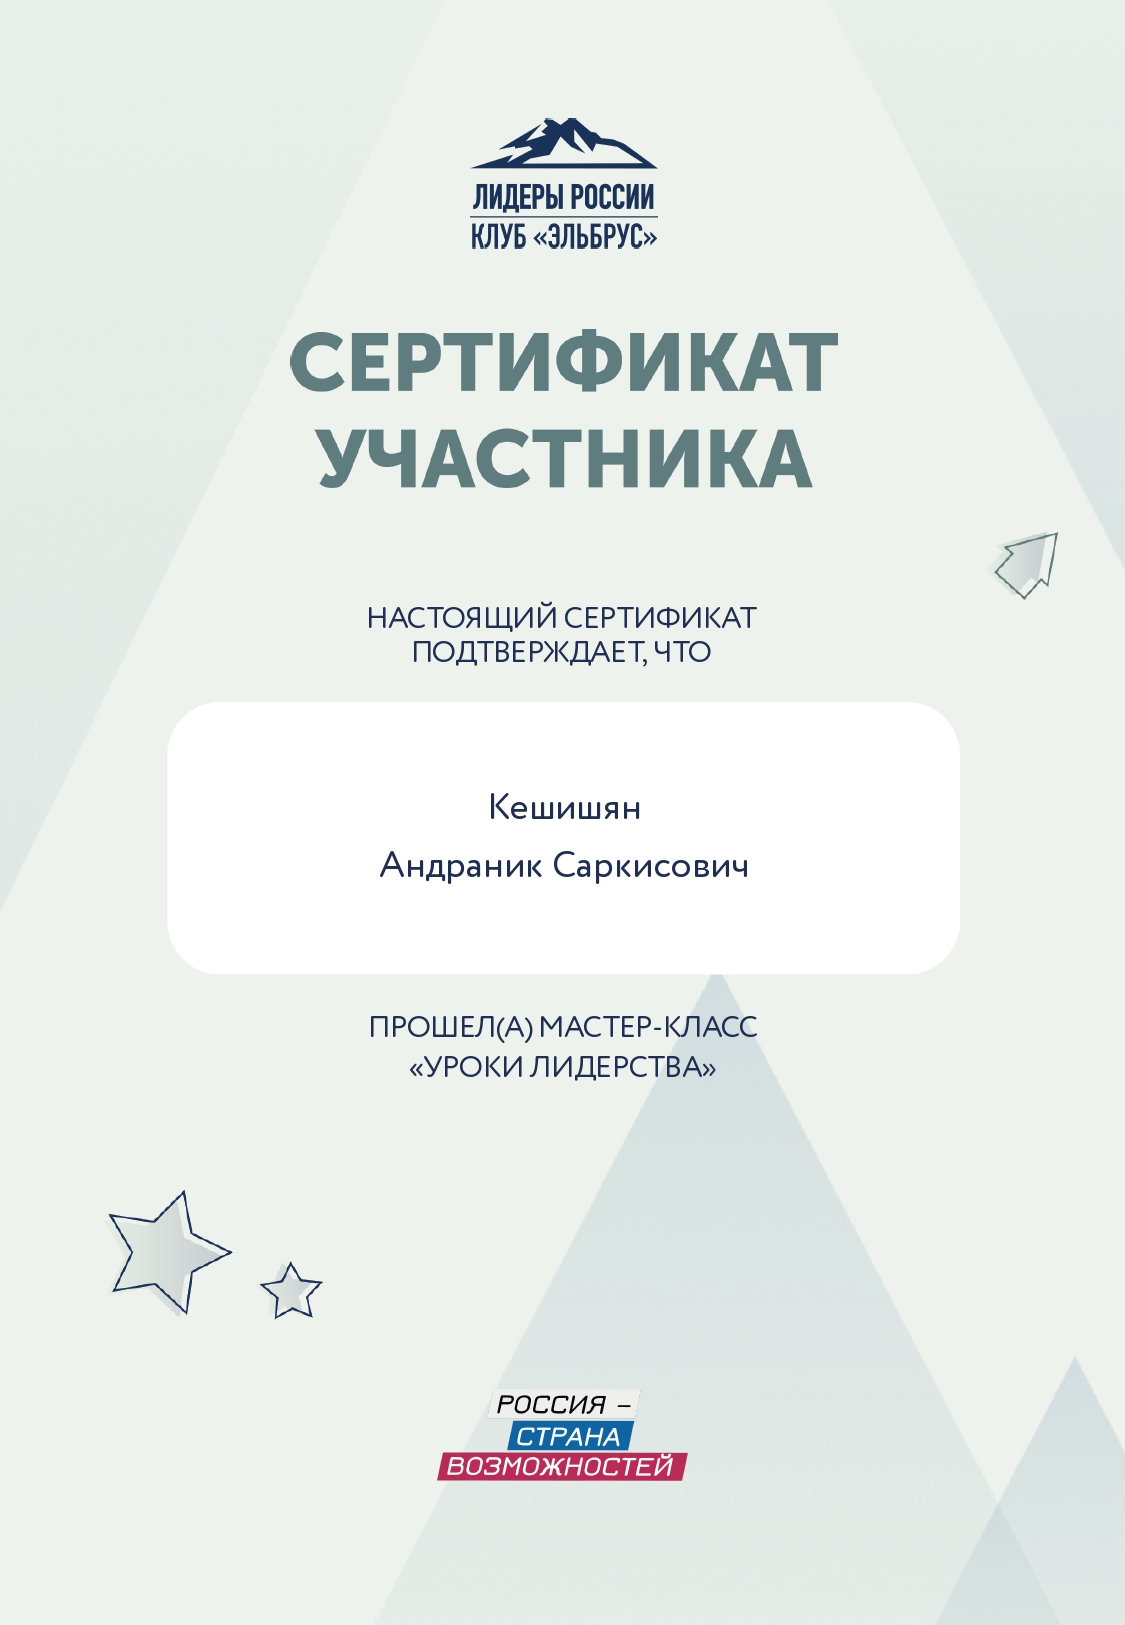 ЛИДЕРЫ РОССИИ
КЛУБ «ЭЛЬБРУС»
СЕРТИФИКАТ
УЧАСТНИКА
НАСТОЯЩИЙ СЕРТИФИКАТ
ПОДТВЕРЖДАЕТ, ЧТО
Кешишян
Андраник Саркисович
ПРОШЕЛ(А) МАСТЕР-КЛАСС
«УРОКИ ЛИДЕРСТВА»
РОССИЯ –
СТРАНА
ВОЗМОЖНОСТЕЙ